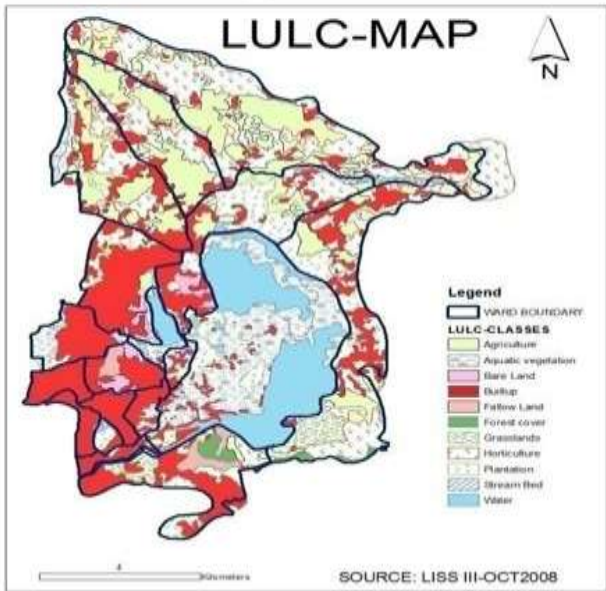 LULC-MAP
N
Legend
WARD BOUNDARY
LULC-CLASSES
Agriculture
Aquatic vegetation
Bare Land
Builtup
Fallow Land
Forest cover
Grasslands
Horticulture
Plantation
Stream Bed
Water
4
Kilometers
SOURCE: LISS III-OCT2008